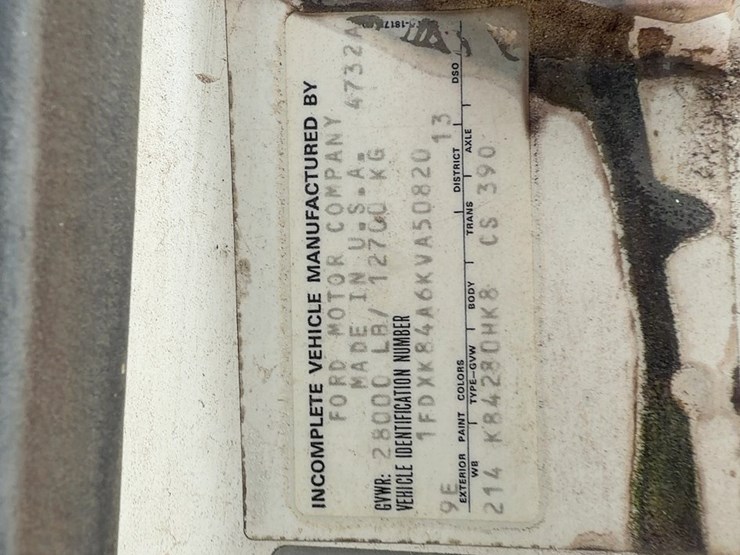 INCOMPLETE VEHICLE MANUFACTURED BY
FORD MOTOR COMPANY
MADE IN U.S.A. 4732A
GVWR: 28000 LB/ 12700 KG
VEHICLE IDENTIFICATION NUMBER
1FDXK84A6KVA50820
9E 13
EXTERIOR PAINT COLORS DISTRICT DSO
WB TYPE-GVW BODY TRANS AXLE
214 K84280HK8 CS 390